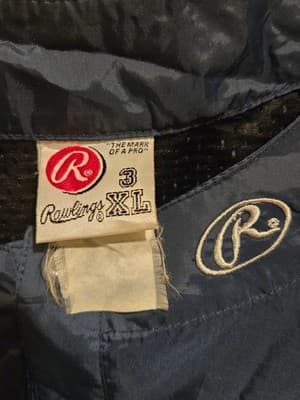 "THE MARK
OF A PRO"
R®
3
Rawlings® XL
R®